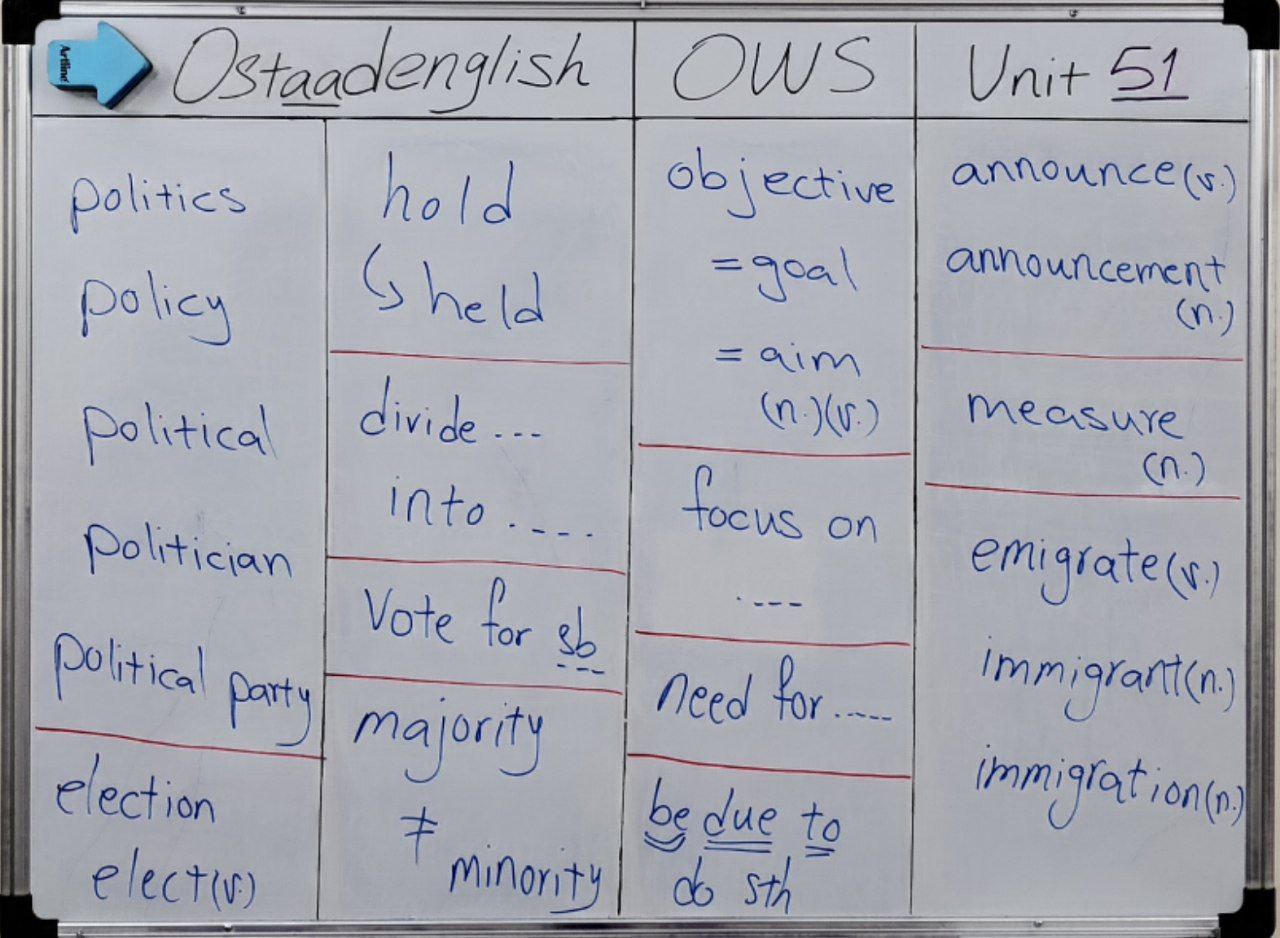 Artline
Ostaadenglish
OWS
Unit 51
politics
policy
political
politician
political party
election
elect(v.)
hold
↳ held
divide ...
into . - - -
Vote for sb
majority
≠
minority
objective
= goal
= aim
(n.)(v.)
focus on
. - - -
need for .----
be due to
do sth
announce(v.)
announcement
(n.)
measure
(n.)
emigrate(v.)
immigrant(n.)
immigration(n.)